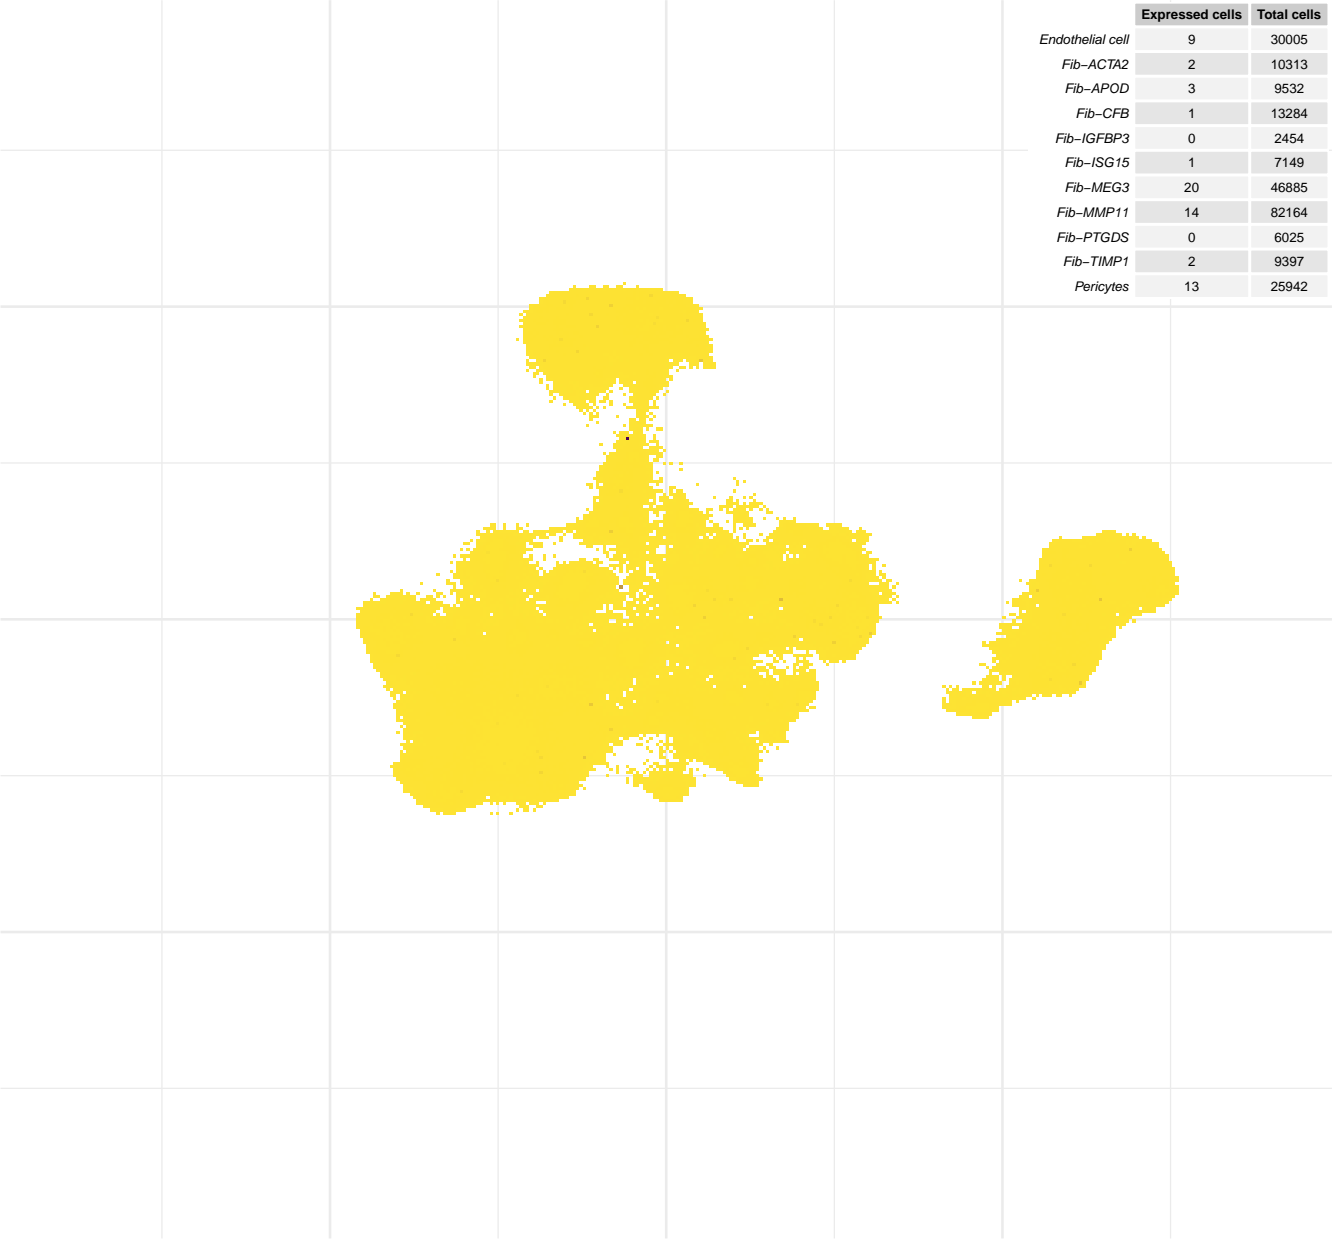 Expressed cells Total cells
Endothelial cell 9 30005
Fib−ACTA2 2 10313
Fib−APOD 3 9532
Fib−CFB 1 13284
Fib−IGFBP3 0 2454
Fib−ISG15 1 7149
Fib−MEG3 20 46885
Fib−MMP11 14 82164
Fib−PTGDS 0 6025
Fib−TIMP1 2 9397
Pericytes 13 25942